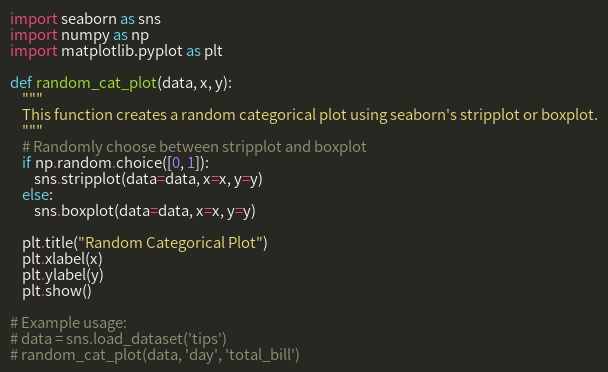 import seaborn as sns
import numpy as np
import matplotlib.pyplot as plt

def random_cat_plot(data, x, y):
    """
    This function creates a random categorical plot using seaborn's stripplot or boxplot.
    """
    # Randomly choose between stripplot and boxplot
    if np.random.choice([0, 1]):
        sns.stripplot(data=data, x=x, y=y)
    else:
        sns.boxplot(data=data, x=x, y=y)

    plt.title("Random Categorical Plot")
    plt.xlabel(x)
    plt.ylabel(y)
    plt.show()

# Example usage:
# data = sns.load_dataset('tips')
# random_cat_plot(data, 'day', 'total_bill')